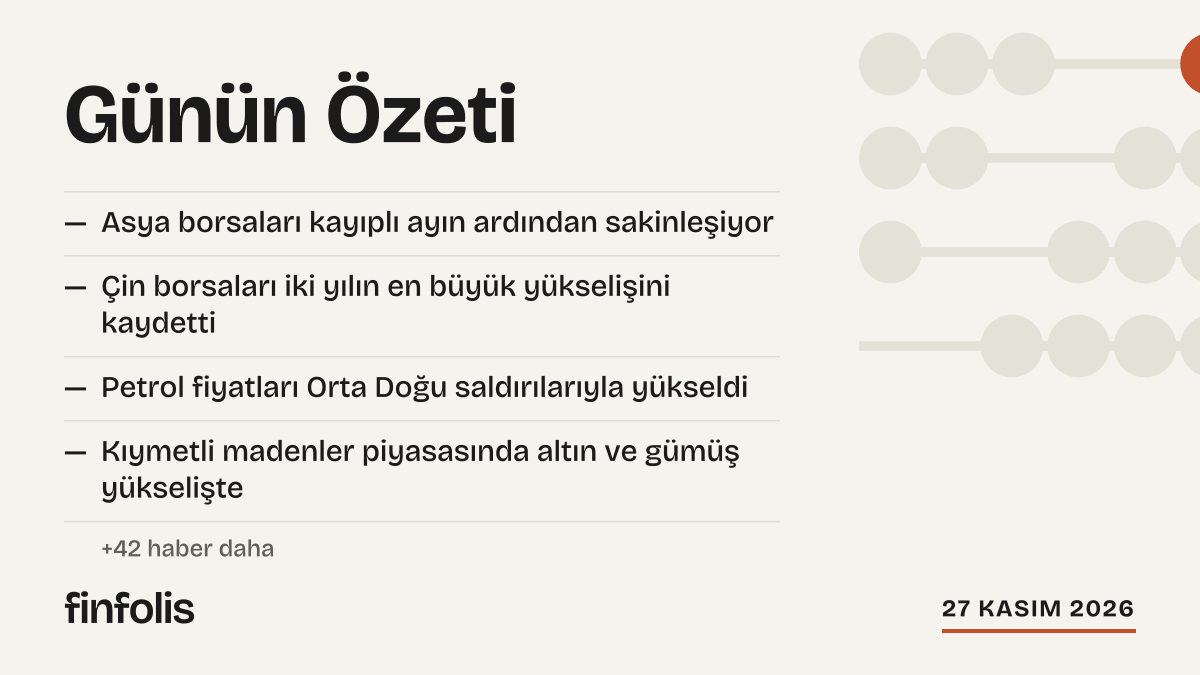 Günün Özeti
— Asya borsaları kayıplı ayın ardından sakinleşiyor
— Çin borsaları iki yılın en büyük yükselişini
kaydetti
— Petrol fiyatları Orta Doğu saldırılarıyla yükseldi
— Kıymetli madenler piyasasında altın ve gümüş
yükselişte
+42 haber daha
finfolis
27 KASIM 2026